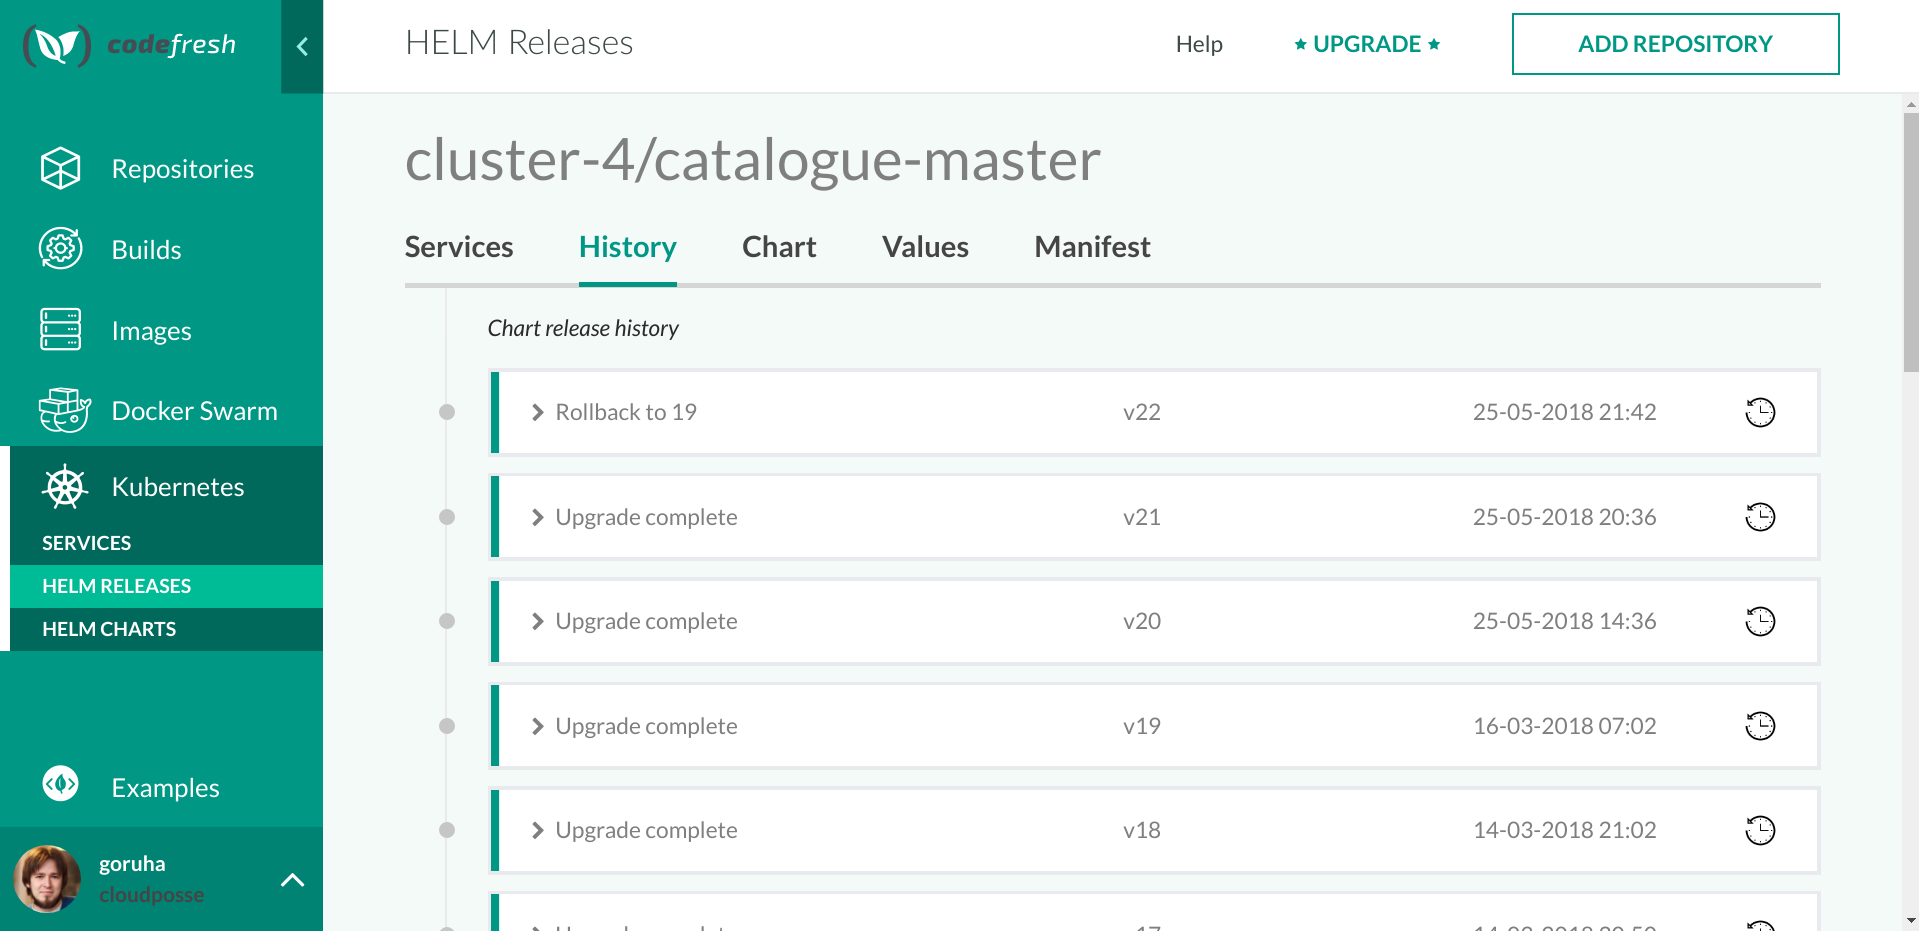 codefresh
HELM Releases
Help
UPGRADE
ADD REPOSITORY
Repositories
Builds
Images
Docker Swarm
Kubernetes
SERVICES
HELM RELEASES
HELM CHARTS
Examples
goruha
cloudposse
cluster-4/catalogue-master
Services History Chart Values Manifest
Chart release history
Rollback to 19 v22 25-05-2018 21:42
Upgrade complete v21 25-05-2018 20:36
Upgrade complete v20 25-05-2018 14:36
Upgrade complete v19 16-03-2018 07:02
Upgrade complete v18 14-03-2018 21:02